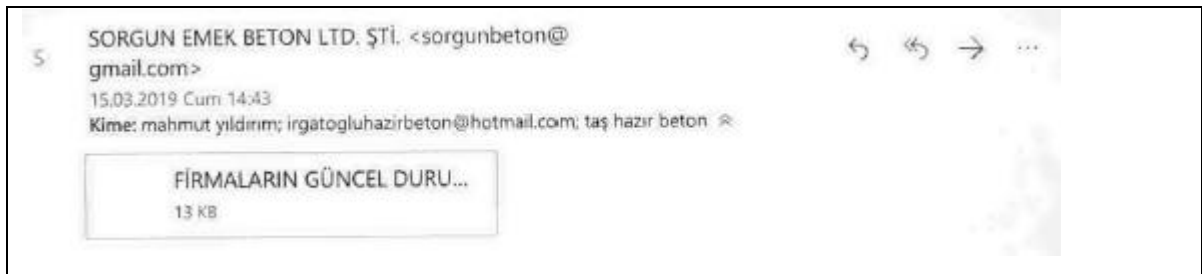 S
SORGUN EMEK BETON LTD. ŞTİ. <sorgunbeton@
gmail.com>
15.03.2019 Cum 14:43
Kime: mahmut yıldırım; irgatogluhazirbeton@hotmail.com; taş hazır beton
FİRMALARIN GÜNCEL DURU...
13 KB